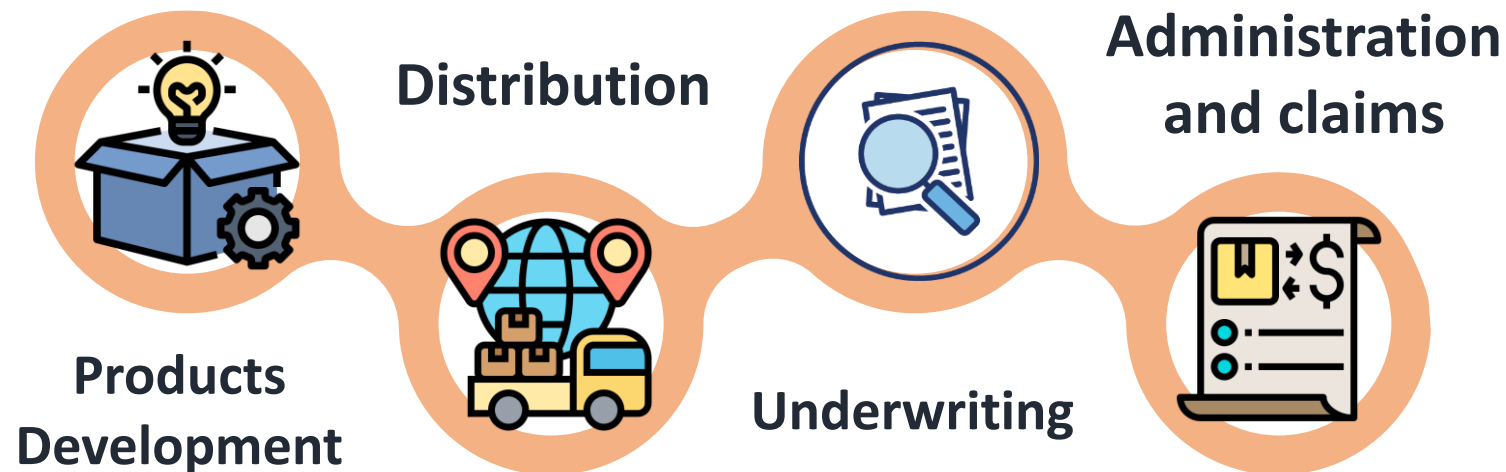 Products
Development
Distribution
Underwriting
Administration
and claims